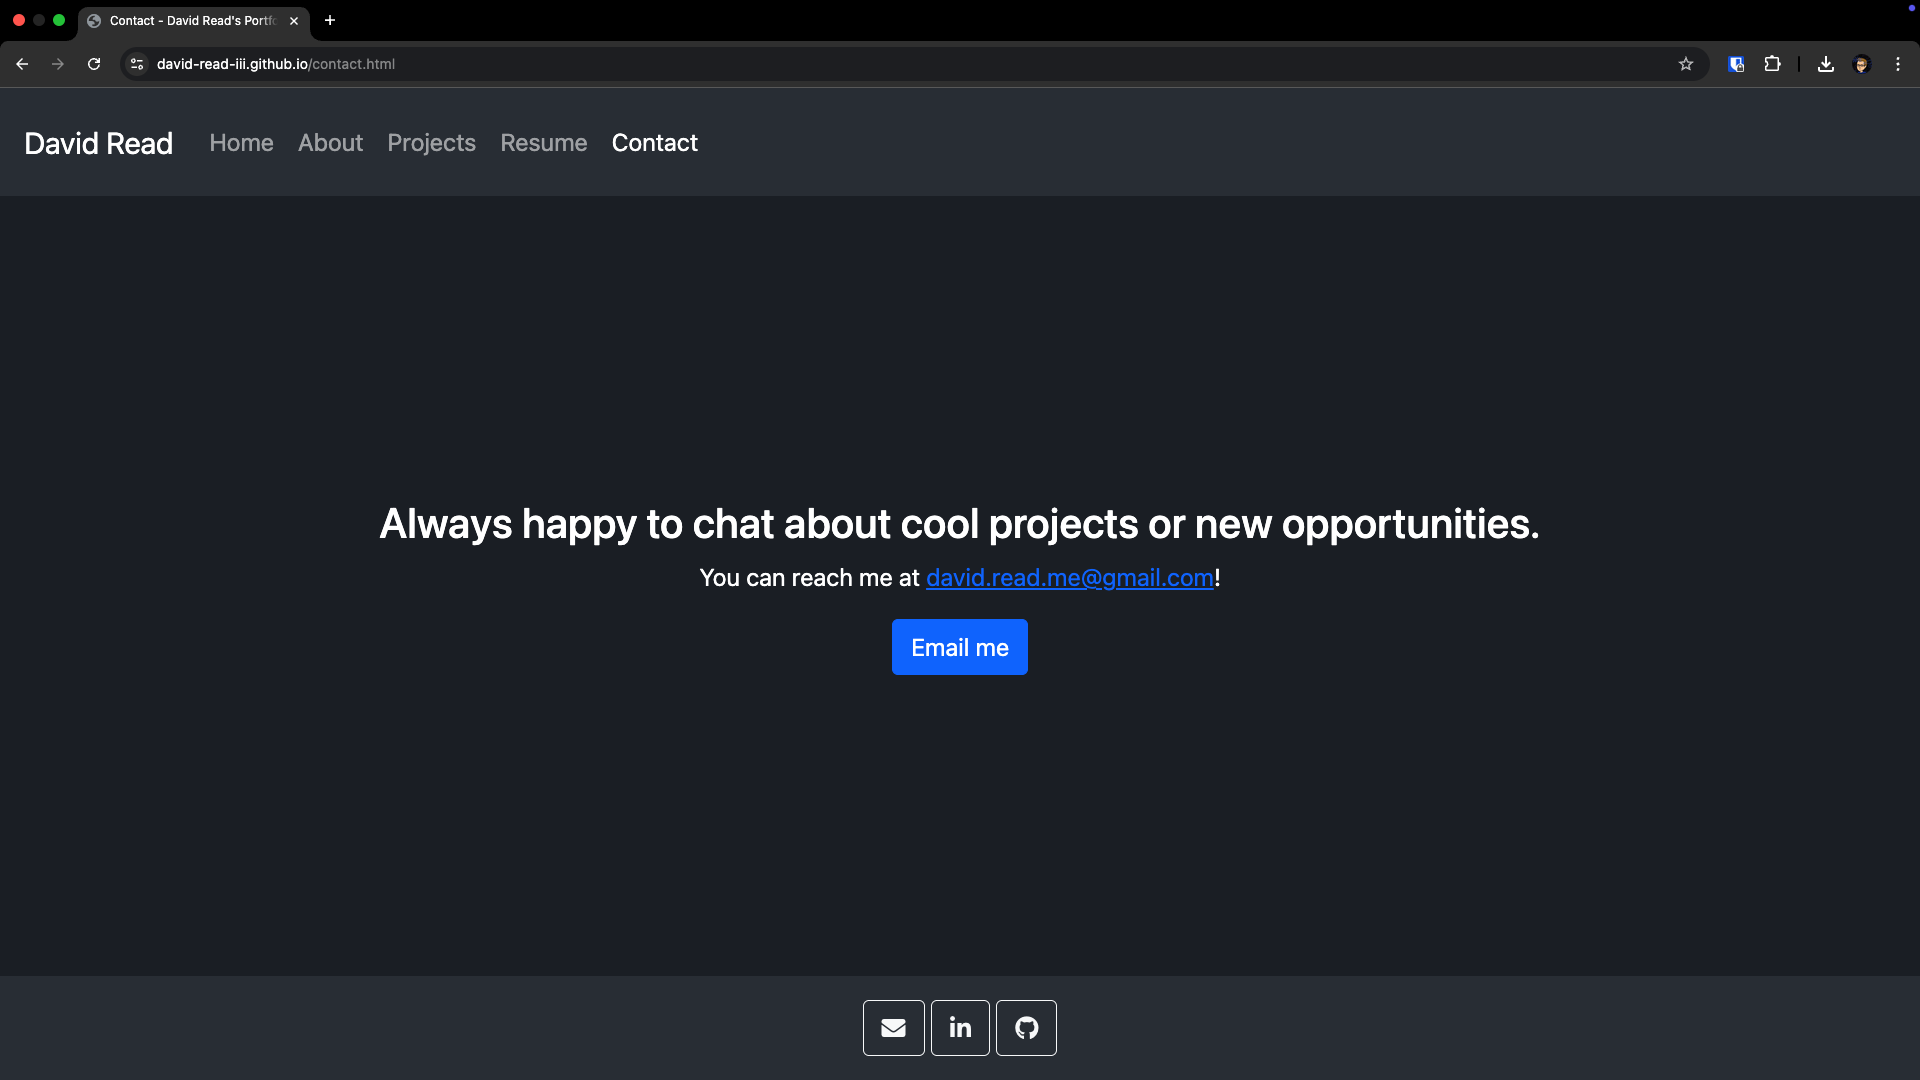 Contact - David Read's Portfo
david-read-iii.github.io/contact.html
David Read Home About Projects Resume Contact
Always happy to chat about cool projects or new opportunities.
You can reach me at david.read.me@gmail.com!
Email me
in